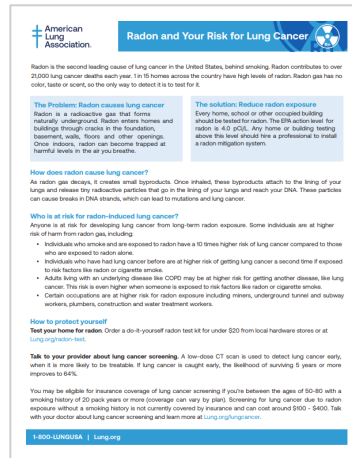 American
Lung
Association.
Radon and Your Risk for Lung Cancer
Rn
Radon is the second leading cause of lung cancer in the United States, behind smoking. Radon contributes to over
21,000 lung cancer deaths each year. 1 in 15 homes across the country have high levels of radon. Radon gas has no
color, taste or scent, so the only way to detect it is to test for it.
The Problem: Radon causes lung cancer
Radon is a radioactive gas that forms
naturally underground. Radon enters homes and
buildings through cracks in the foundation,
basement, walls, floors and other openings.
Once indoors, radon can become trapped at
harmful levels in the air you breathe.
The solution: Reduce radon exposure
Every home, school or other occupied building
should be tested for radon. The EPA action level for
radon is 4.0 pCi/L. Any home or building testing
above this level should hire a professional to install
a radon mitigation system.
How does radon cause lung cancer?
As radon gas decays, it creates small byproducts. Once inhaled, these byproducts attach to the lining of your
lungs and release tiny radioactive particles that go in the lining of your lungs and reach your DNA. These particles
can cause breaks in DNA strands, which can lead to mutations and lung cancer.
Who is at risk for radon-induced lung cancer?
Anyone is at risk for developing lung cancer from long-term radon exposure. Some individuals are at higher
risk of harm from radon gas, including:
• Individuals who smoke and are exposed to radon have a 10 times higher risk of lung cancer compared to those
who are exposed to radon alone.
• Individuals who have had lung cancer before are at higher risk of getting lung cancer a second time if exposed
to risk factors like radon or cigarette smoke.
• Adults living with an underlying disease like COPD may be at higher risk for getting another disease, like lung
cancer. This risk is even higher when someone is exposed to risk factors like radon or cigarette smoke.
• Certain occupations are at higher risk for radon exposure including miners, underground tunnel and subway
workers, plumbers, construction and water treatment workers.
How to protect yourself
Test your home for radon. Order a do-it-yourself radon test kit for under $20 from local hardware stores or at
Lung.org/radon-test.
Talk to your provider about lung cancer screening. A low-dose CT scan is used to detect lung cancer early,
when it is more likely to be treatable. If lung cancer is caught early, the likelihood of surviving 5 years or more
improves to 64%.
You may be eligible for insurance coverage of lung cancer screening if you're between the ages of 50-80 with a
smoking history of 20 pack years or more (coverage can vary by plan). Screening for lung cancer due to radon
exposure without a smoking history is not currently covered by insurance and can cost around $100 - $400. Talk
with your doctor about lung cancer screening and learn more at Lung.org/lungcancer.
1-800-LUNGUSA | Lung.org